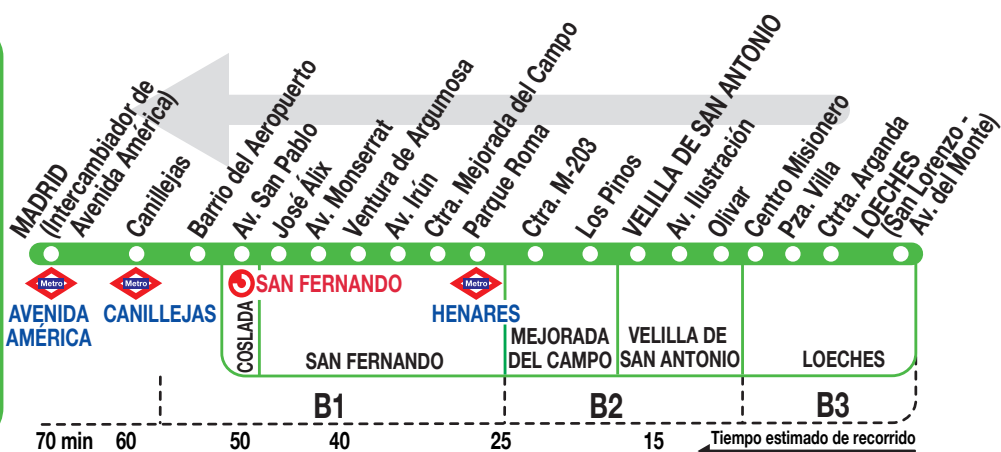 MADRID
(Intercambiador de
Avenida América)
Canillejas
Barrio del Aeropuerto
Av. San Pablo
José Álix
Av. Monserrat
Ventura de Argumosa
Av. Irún
Ctra. Mejorada del Campo
Parque Roma
Ctra. M-203
Los Pinos
VELILLA DE SAN ANTONIO
Av. Ilustración
Olivar
Centro Misionero
Pza. Villa
Ctrta. Arganda
LOECHES
(San Lorenzo -
Av. del Monte)
Metro
Metro
Metro
AVENIDA
AMÉRICA
CANILLEJAS
SAN FERNANDO
HENARES
COSLADA
SAN FERNANDO
MEJORADA
DEL CAMPO
VELILLA DE
SAN ANTONIO
LOECHES
B1
B2
B3
70 min 60 50 40 25 15 Tiempo estimado de recorrido